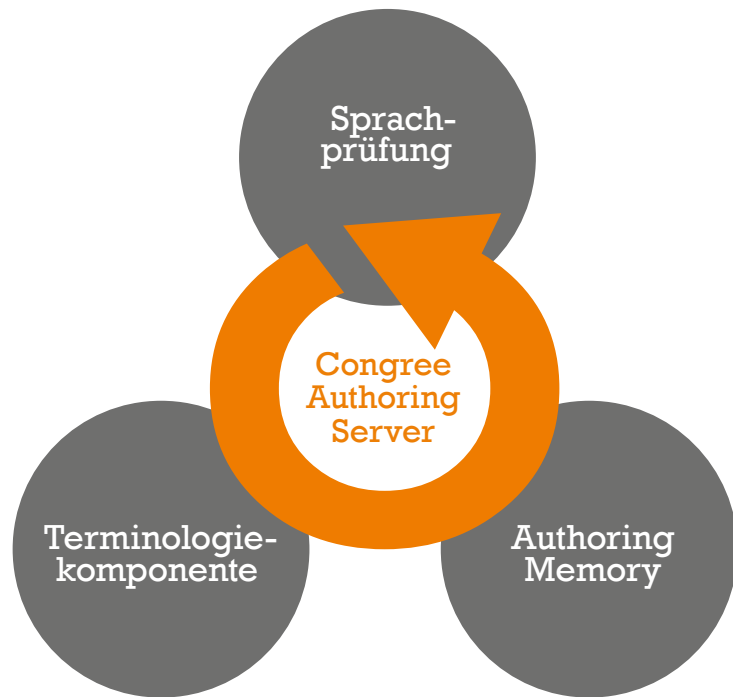 Sprach-
prüfung
Congree
Authoring
Server
Terminologie-
komponente
Authoring
Memory